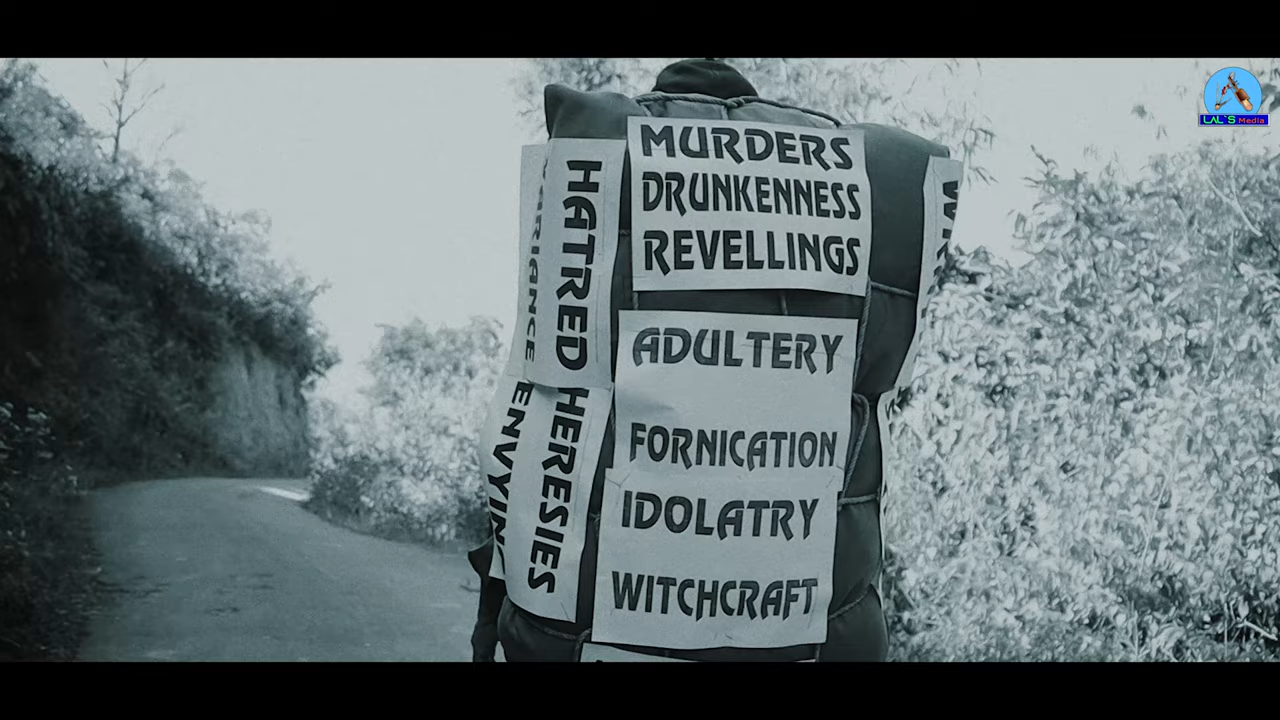 MURDERS
DRUNKENNESS
REVELLINGS
ADULTERY
FORNICATION
IDOLATRY
WITCHCRAFT
HATRED
HERESIES
LAL'S Media